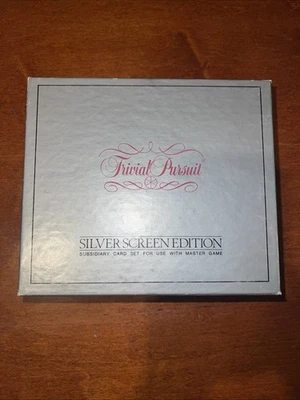 Trivial Pursuit
SILVER SCREEN EDITION
SUBSIDIARY CARD SET FOR USE WITH MASTER GAME